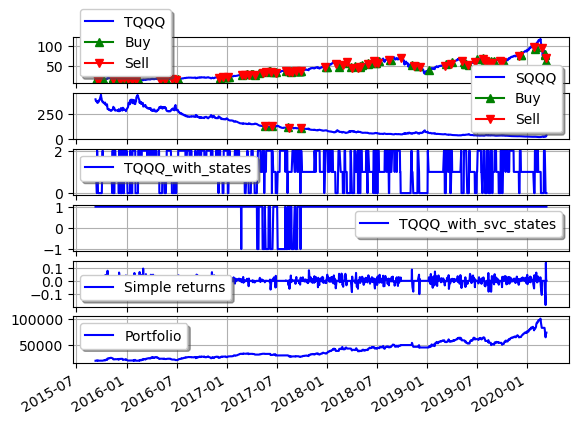 TQQQ
Buy
Sell
100
50
SQQQ
Buy
Sell
250
0
2
0
TQQQ_with_states
1
0
−1
TQQQ_with_svc_states
0.1
0.0
−0.1
Simple returns
100000
50000
Portfolio
2015-07
2016-01
2016-07
2017-01
2017-07
2018-01
2018-07
2019-01
2019-07
2020-01